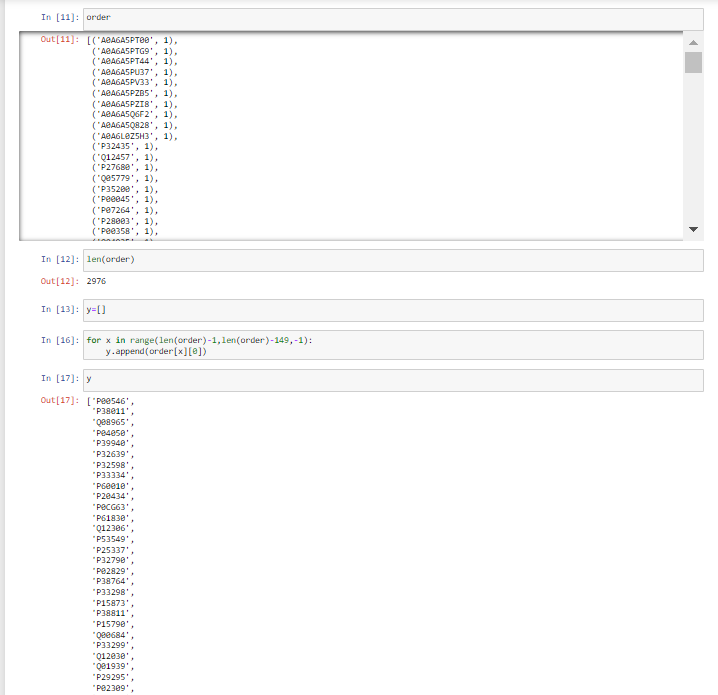 In [11]: order
Out[11]: [('A0A6A5PT00', 1),
('A0A6A5PTG9', 1),
('A0A6A5PT44', 1),
('A0A6A5PU37', 1),
('A0A6A5PV33', 1),
('A0A6A5PZB5', 1),
('A0A6A5PZI8', 1),
('A0A6A5Q6F2', 1),
('A0A6A5Q828', 1),
('A0A6L0Z5H3', 1),
('P32435', 1),
('Q12457', 1),
('P27680', 1),
('Q05779', 1),
('P35200', 1),
('P00045', 1),
('P07264', 1),
('P28003', 1),
('P00358', 1),
In [12]: len(order)
Out[12]: 2976
In [13]: y=[]
In [16]: for x in range(len(order)-1,len(order)-149,-1):
y.append(order[x][0])
In [17]: y
Out[17]: ['P00546',
'P38011',
'Q08965',
'P04050',
'P39940',
'P32639',
'P32598',
'P33334',
'P60010',
'P20434',
'P0CG63',
'P61830',
'Q12306',
'P53549',
'P25337',
'P32790',
'P02829',
'P38764',
'P33298',
'P15873',
'P38811',
'P15790',
'Q00684',
'P33299',
'Q12030',
'Q01939',
'P29295',
'P02309',